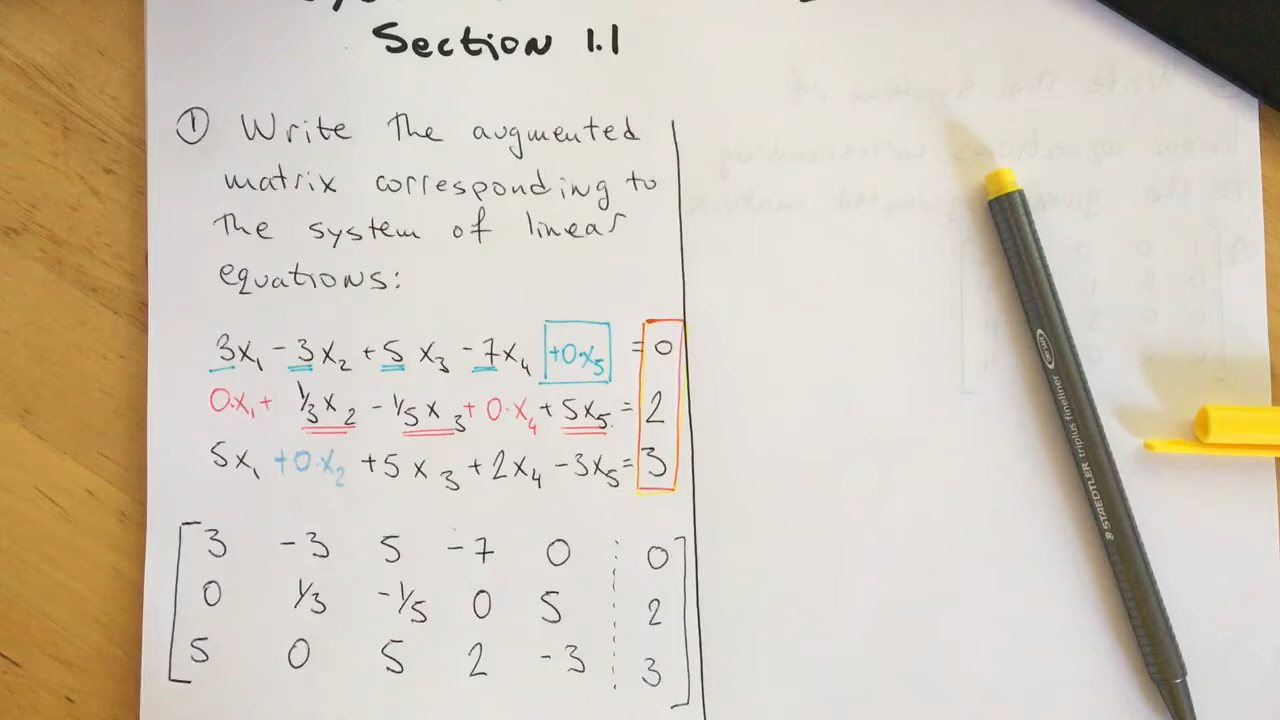 Section 1.1
① Write the augmented
matrix corresponding to
the system of linear
equations:
3x₁ - 3x₂ + 5x₃ - 7x₄ +0·x₅ = 0
0·x₁ + 1/3x₂ - 1/5x₃ + 0·x₄ + 5x₅ = 2
5x₁ +0·x₂ + 5x₃ + 2x₄ - 3x₅ = 3
3 -3 5 -7 0 0
0 1/3 -1/5 0 5 2
5 0 5 2 -3 3
STAEDTLER triplus fineliner